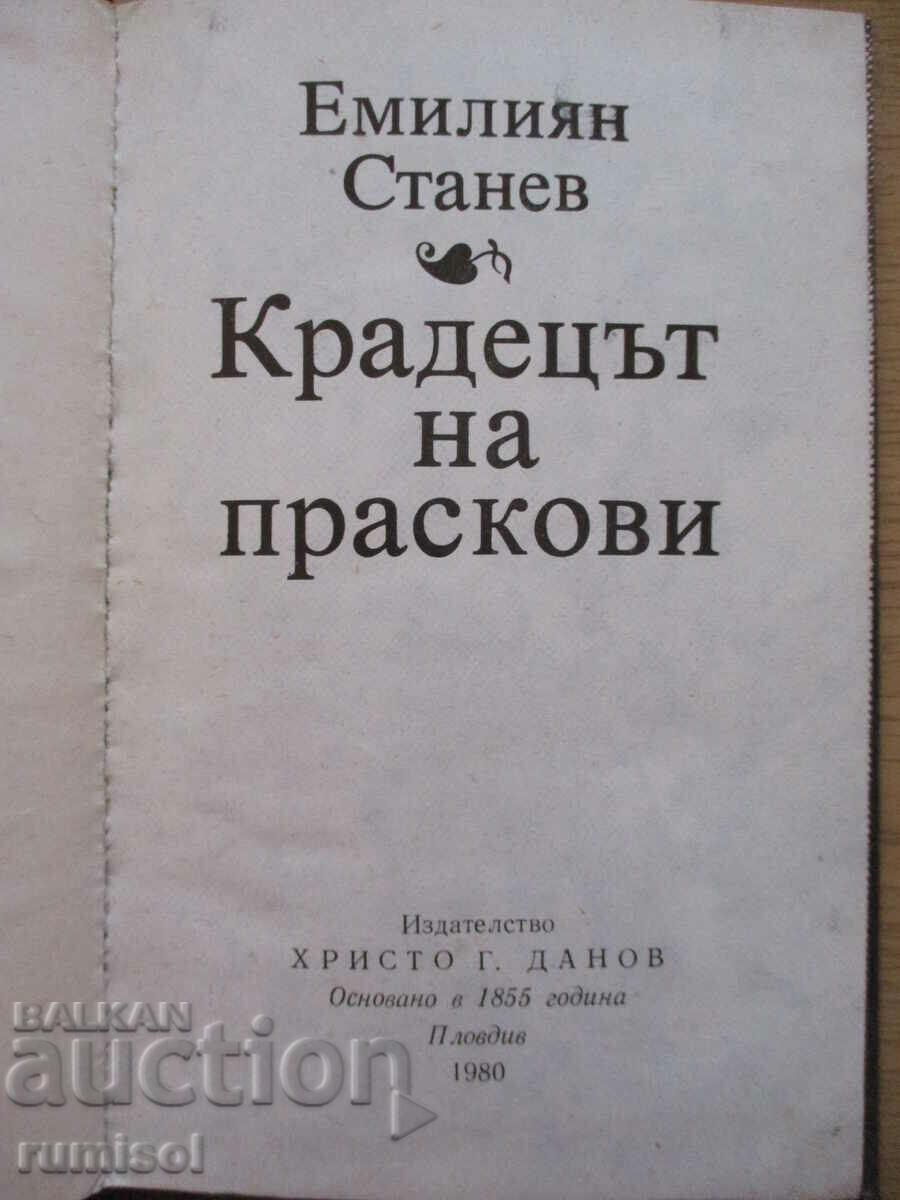 Емилиян
Станев
Крадецът
на
праскови
Издателство
ХРИСТО Г. ДАНОВ
Основано в 1855 година
Пловдив
1980
BALKAN
auction
rumisol